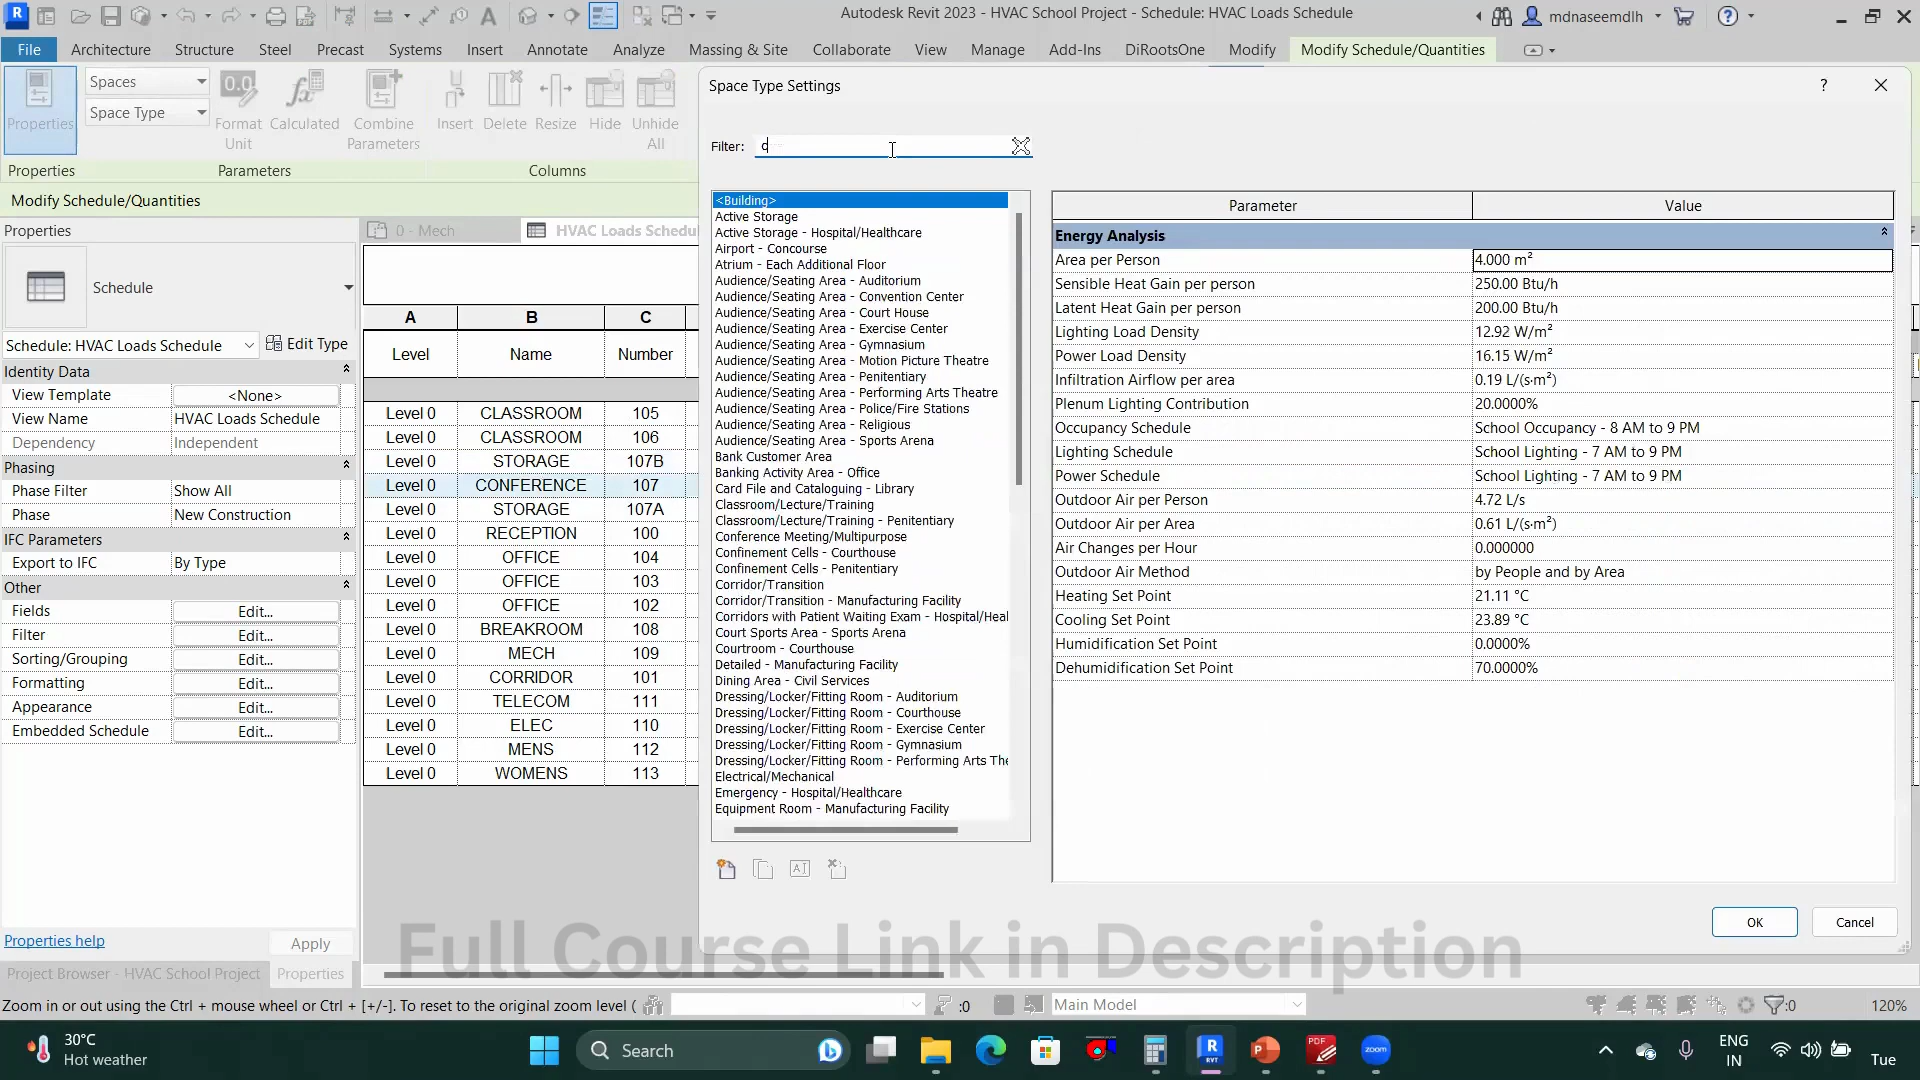 Autodesk Revit 2023 - HVAC School Project - Schedule: HVAC Loads Schedule
mdnaseemdlh
File Architecture Structure Steel Precast Systems Insert Annotate Analyze Massing & Site Collaborate View Manage Add-Ins DiRootsOne Modify Modify Schedule/Quantities
Properties
Spaces
Space Type
Format Unit
Calculated
Combine Parameters
Insert
Delete
Resize
Hide
Unhide All
Properties Parameters Columns
Modify Schedule/Quantities
Properties
Schedule
Schedule: HVAC Loads Schedule
Edit Type
Identity Data
View Template <None>
View Name HVAC Loads Schedule
Dependency Independent
Phasing
Phase Filter Show All
Phase New Construction
IFC Parameters
Export to IFC By Type
Other
Fields Edit...
Filter Edit...
Sorting/Grouping Edit...
Formatting Edit...
Appearance Edit...
Embedded Schedule Edit...
Properties help
Apply
Project Browser - HVAC School Project
Properties
0 - Mech
HVAC Loads Schedu
A B C
Level Name Number
Level 0 CLASSROOM 105
Level 0 CLASSROOM 106
Level 0 STORAGE 107B
Level 0 CONFERENCE 107
Level 0 STORAGE 107A
Level 0 RECEPTION 100
Level 0 OFFICE 104
Level 0 OFFICE 103
Level 0 OFFICE 102
Level 0 BREAKROOM 108
Level 0 MECH 109
Level 0 CORRIDOR 101
Level 0 TELECOM 111
Level 0 ELEC 110
Level 0 MENS 112
Level 0 WOMENS 113
Space Type Settings
Filter: c
<Building>
Active Storage
Active Storage - Hospital/Healthcare
Airport - Concourse
Atrium - Each Additional Floor
Audience/Seating Area - Auditorium
Audience/Seating Area - Convention Center
Audience/Seating Area - Court House
Audience/Seating Area - Exercise Center
Audience/Seating Area - Gymnasium
Audience/Seating Area - Motion Picture Theatre
Audience/Seating Area - Penitentiary
Audience/Seating Area - Performing Arts Theatre
Audience/Seating Area - Police/Fire Stations
Audience/Seating Area - Religious
Audience/Seating Area - Sports Arena
Bank Customer Area
Banking Activity Area - Office
Card File and Cataloguing - Library
Classroom/Lecture/Training
Classroom/Lecture/Training - Penitentiary
Conference Meeting/Multipurpose
Confinement Cells - Courthouse
Confinement Cells - Penitentiary
Corridor/Transition
Corridor/Transition - Manufacturing Facility
Corridors with Patient Waiting Exam - Hospital/Heal
Court Sports Area - Sports Arena
Courtroom - Courthouse
Detailed - Manufacturing Facility
Dining Area - Civil Services
Dressing/Locker/Fitting Room - Auditorium
Dressing/Locker/Fitting Room - Courthouse
Dressing/Locker/Fitting Room - Exercise Center
Dressing/Locker/Fitting Room - Gymnasium
Dressing/Locker/Fitting Room - Performing Arts The
Electrical/Mechanical
Emergency - Hospital/Healthcare
Equipment Room - Manufacturing Facility
Parameter Value
Energy Analysis
Area per Person 4.000 m²
Sensible Heat Gain per person 250.00 Btu/h
Latent Heat Gain per person 200.00 Btu/h
Lighting Load Density 12.92 W/m²
Power Load Density 16.15 W/m²
Infiltration Airflow per area 0.19 L/(s·m²)
Plenum Lighting Contribution 20.0000%
Occupancy Schedule School Occupancy - 8 AM to 9 PM
Lighting Schedule School Lighting - 7 AM to 9 PM
Power Schedule School Lighting - 7 AM to 9 PM
Outdoor Air per Person 4.72 L/s
Outdoor Air per Area 0.61 L/(s·m²)
Air Changes per Hour 0.000000
Outdoor Air Method by People and by Area
Heating Set Point 21.11 °C
Cooling Set Point 23.89 °C
Humidification Set Point 0.0000%
Dehumidification Set Point 70.0000%
OK Cancel
Full Course Link in Description
Zoom in or out using the Ctrl + mouse wheel or Ctrl + [+/-]. To reset to the original zoom level (
:0
Main Model
:0
120%
30°C
Hot weather
Search
ENG
IN
Tue